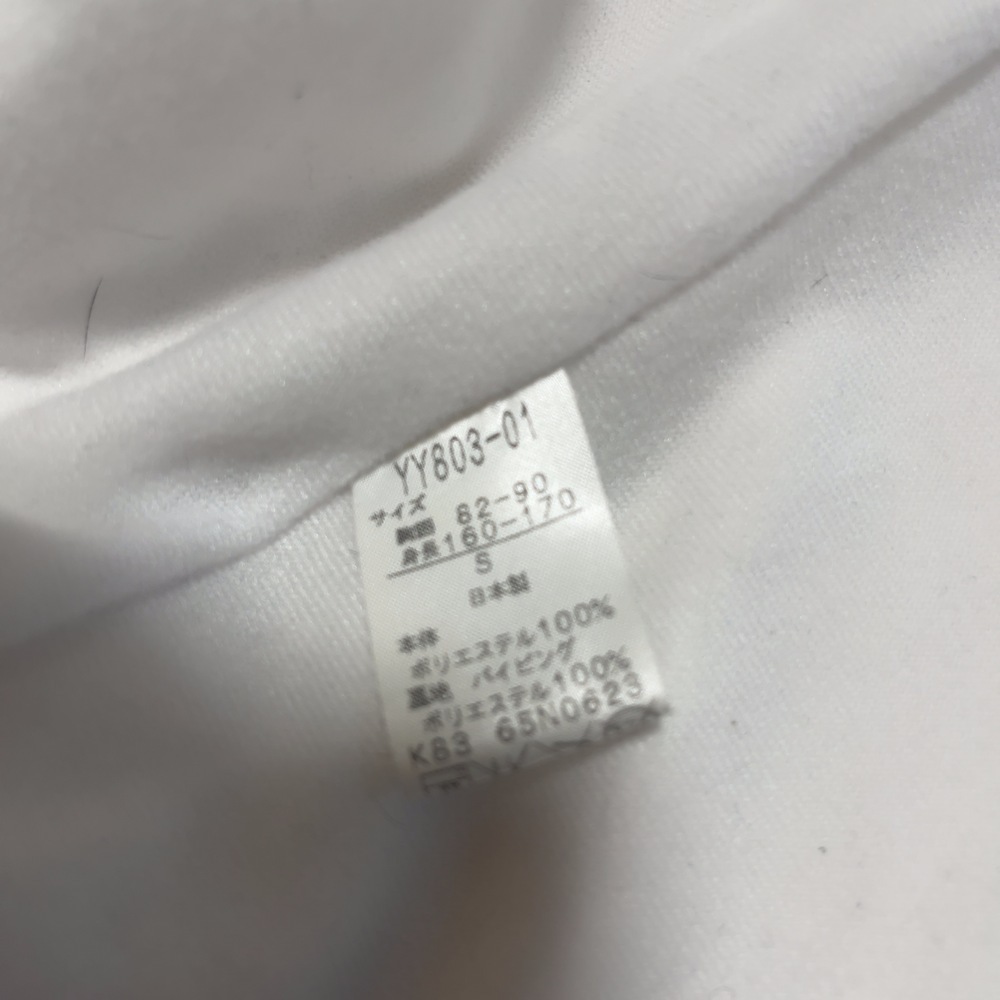 YY803-01
サイズ
胸囲 82-90
身長160-170
S
日本製
本体
ポリエステル100%
パイピング
ポリエステル100%
K83 65N0623